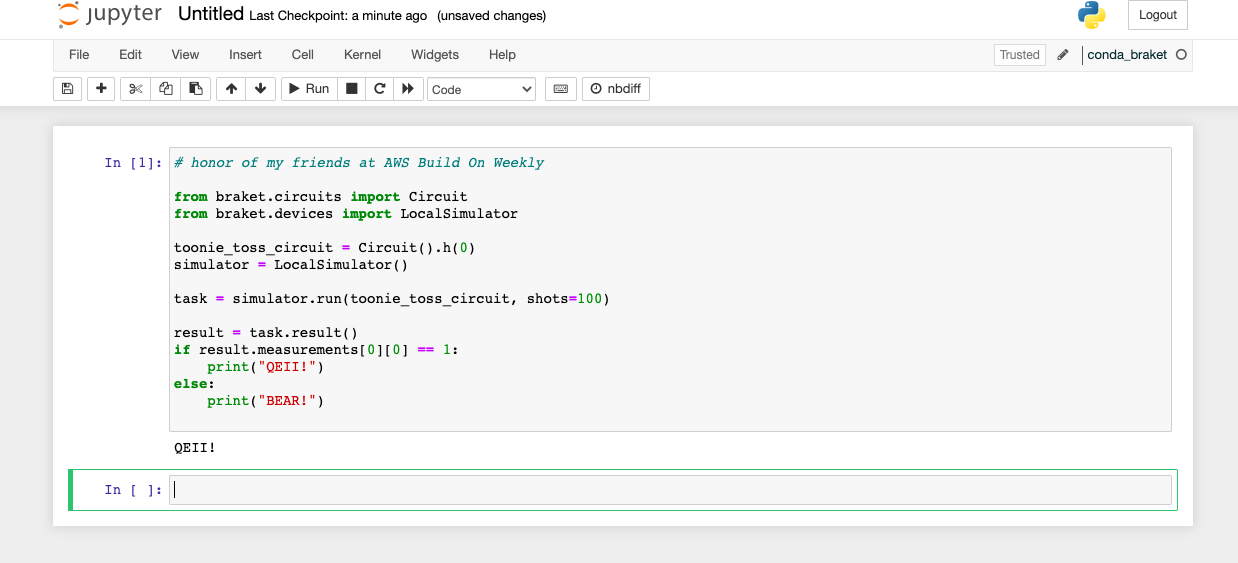 jupyter Untitled Last Checkpoint: a minute ago (unsaved changes) Logout
File Edit View Insert Cell Kernel Widgets Help Trusted conda_braket
Run Code nbdiff
In [1]: # honor of my friends at AWS Build On Weekly
from braket.circuits import Circuit
from braket.devices import LocalSimulator
toonie_toss_circuit = Circuit().h(0)
simulator = LocalSimulator()
task = simulator.run(toonie_toss_circuit, shots=100)
result = task.result()
if result.measurements[0][0] == 1:
    print("QEII!")
else:
    print("BEAR!")
QEII!
In [ ]: